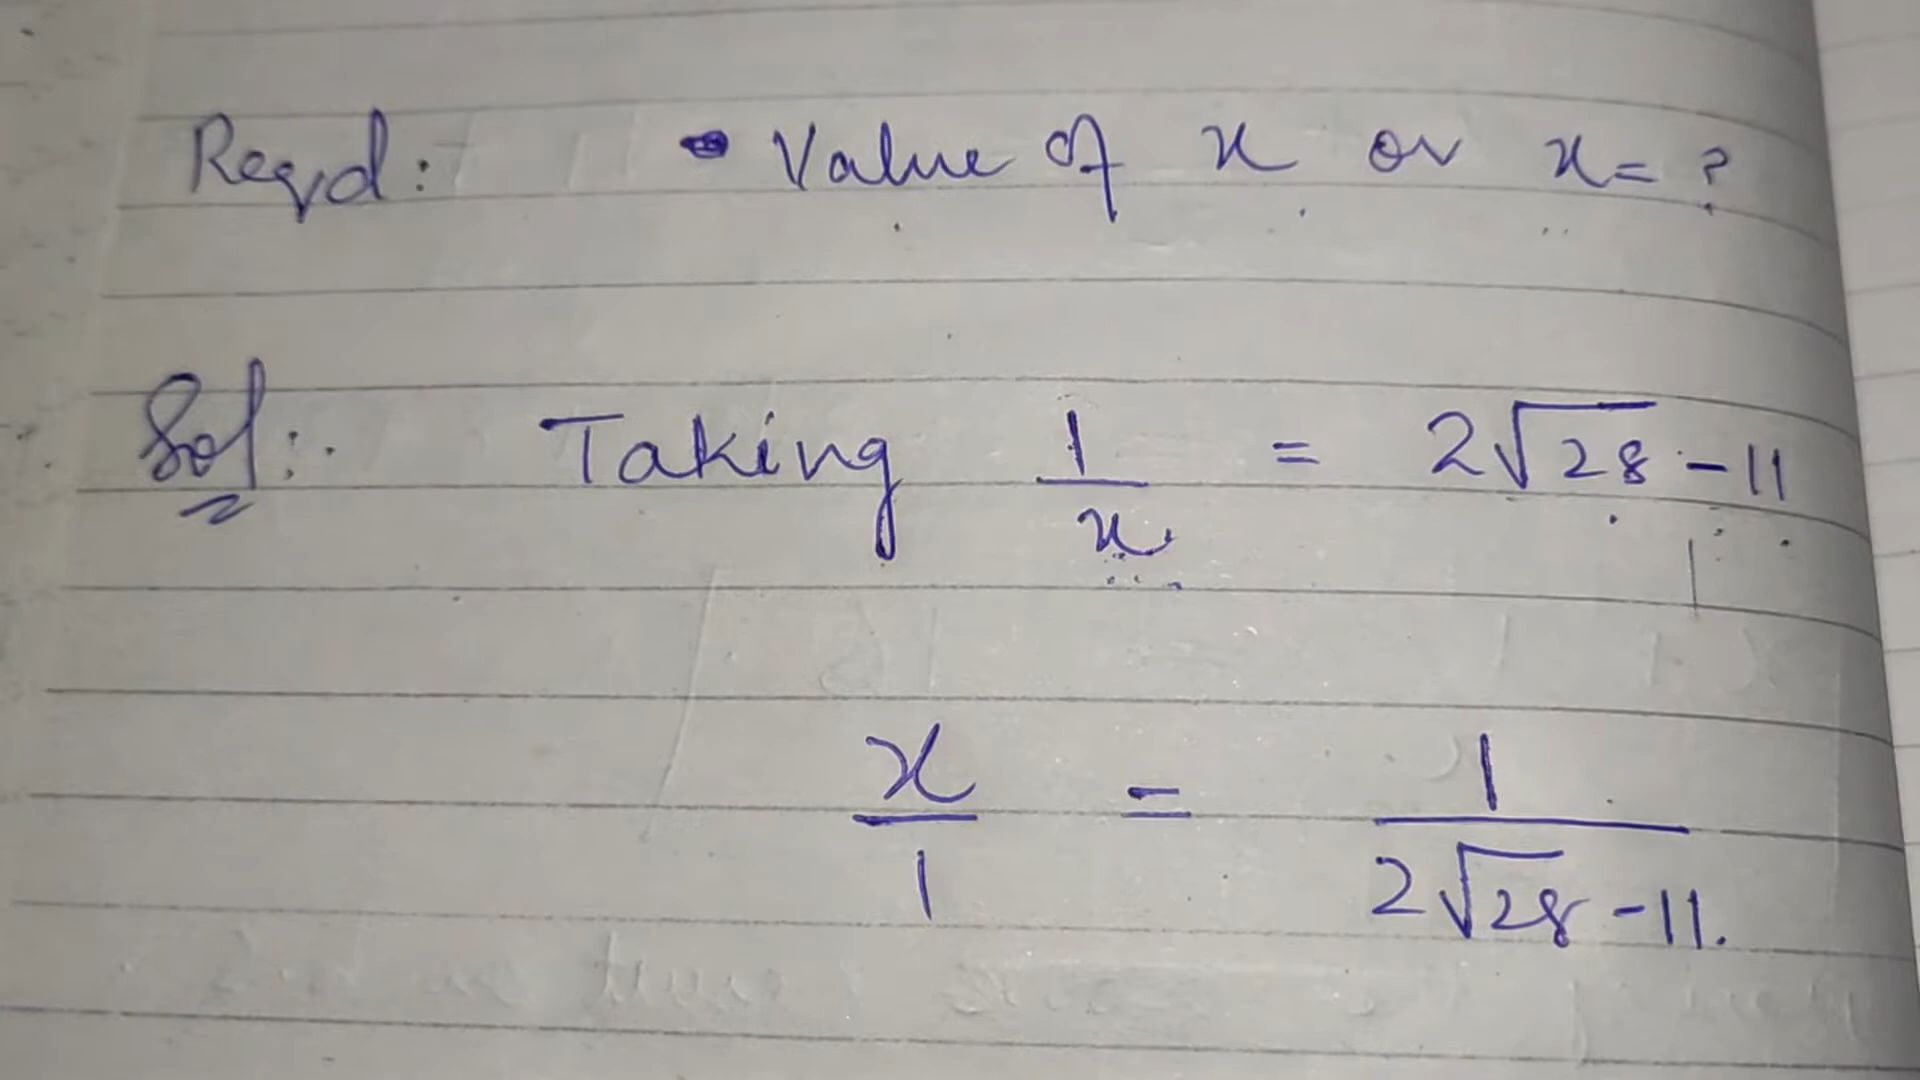 Reqd: Value of x or x = ?
Sol: Taking 1/x = 2√28 - 11
x/1 = 1/(2√28 - 11).